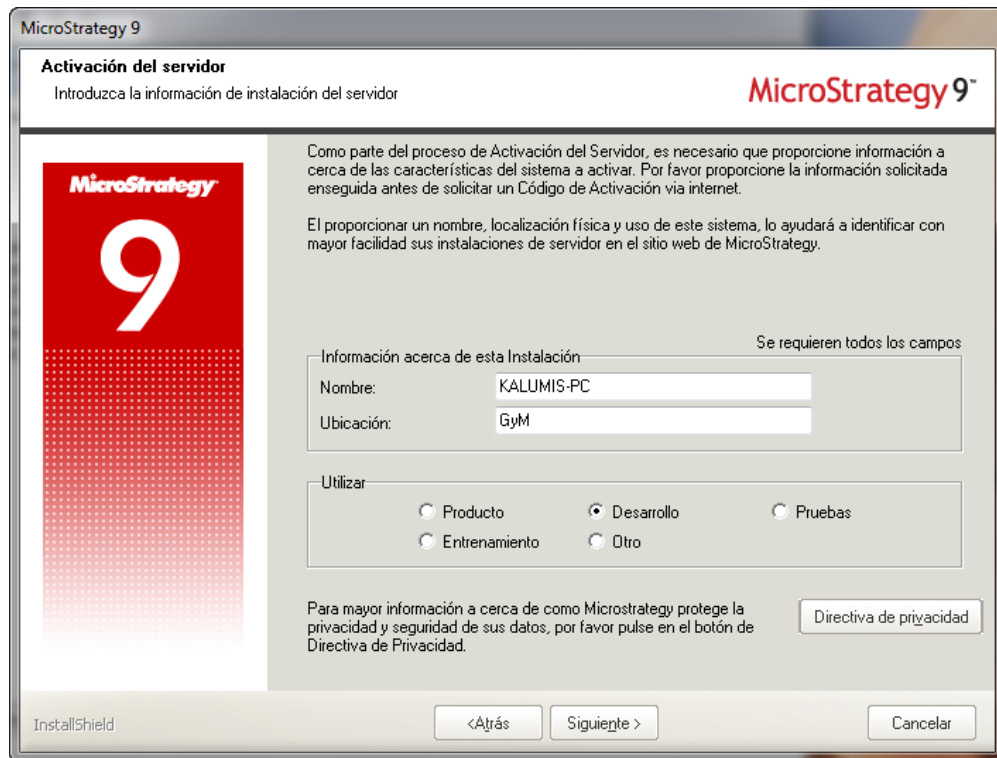 MicroStrategy 9
Activación del servidor
Introduzca la información de instalación del servidor
MicroStrategy 9™
MicroStrategy
9
Como parte del proceso de Activación del Servidor, es necesario que proporcione información a
cerca de las características del sistema a activar. Por favor proporcione la información solicitada
enseguida antes de solicitar un Código de Activación via internet.
El proporcionar un nombre, localización física y uso de este sistema, lo ayudará a identificar con
mayor facilidad sus instalaciones de servidor en el sitio web de MicroStrategy.
Se requieren todos los campos
Información acerca de esta Instalación
Nombre: KALUMIS-PC
Ubicación: GyM
Utilizar
Producto Desarrollo Pruebas
Entrenamiento Otro
Para mayor información a cerca de como Microstrategy protege la
privacidad y seguridad de sus datos, por favor pulse en el botón de
Directiva de Privacidad.
Directiva de privacidad
InstallShield <Atrás Siguiente > Cancelar